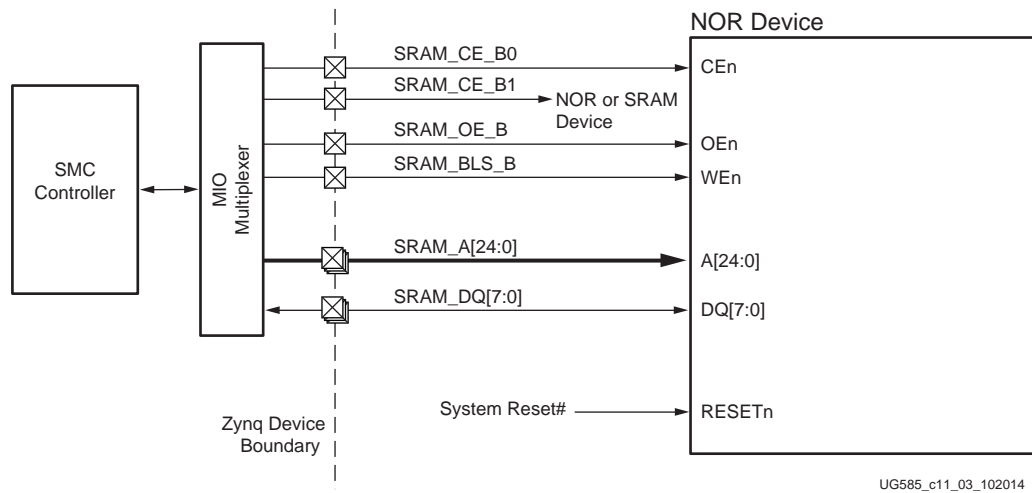 NOR Device
SRAM_CE_B0
CEn
SRAM_CE_B1
NOR or SRAM
Device
SRAM_OE_B
OEn
SMC
Controller
MIO
Multiplexer
SRAM_BLS_B
WEn
SRAM_A[24:0]
A[24:0]
SRAM_DQ[7:0]
DQ[7:0]
System Reset#
RESETn
Zynq Device
Boundary
UG585_c11_03_102014